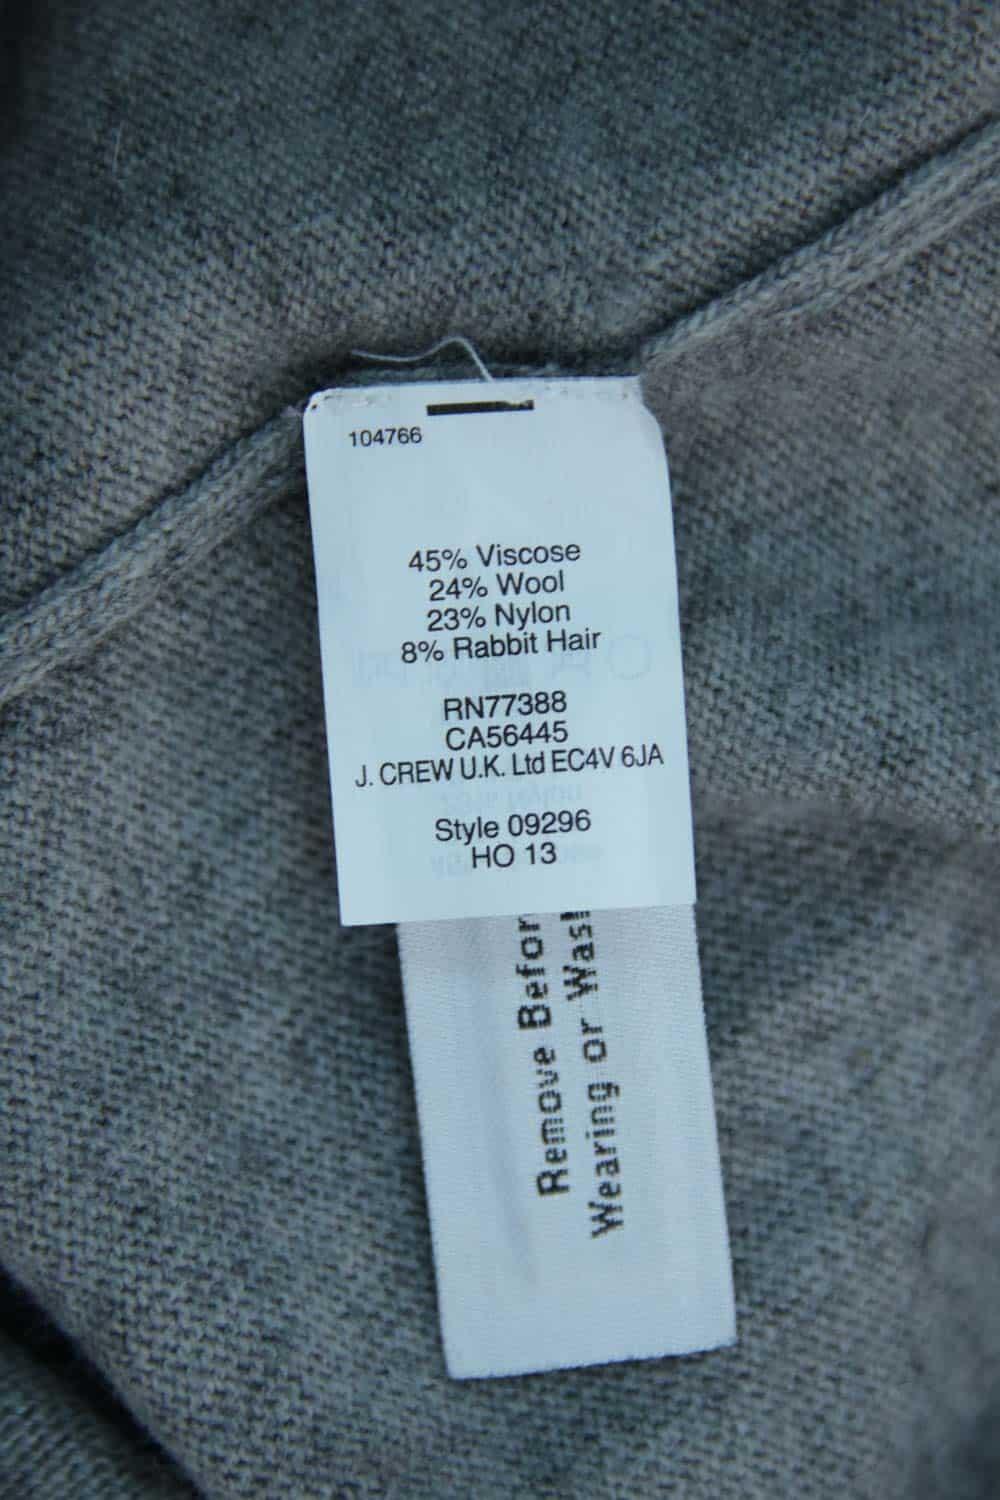 104766
45% Viscose
24% Wool
23% Nylon
8% Rabbit Hair
RN77388
CA56445
J. CREW U.K. Ltd EC4V 6JA
Style 09296
HO 13
Remove Befor
Wearing or Wash